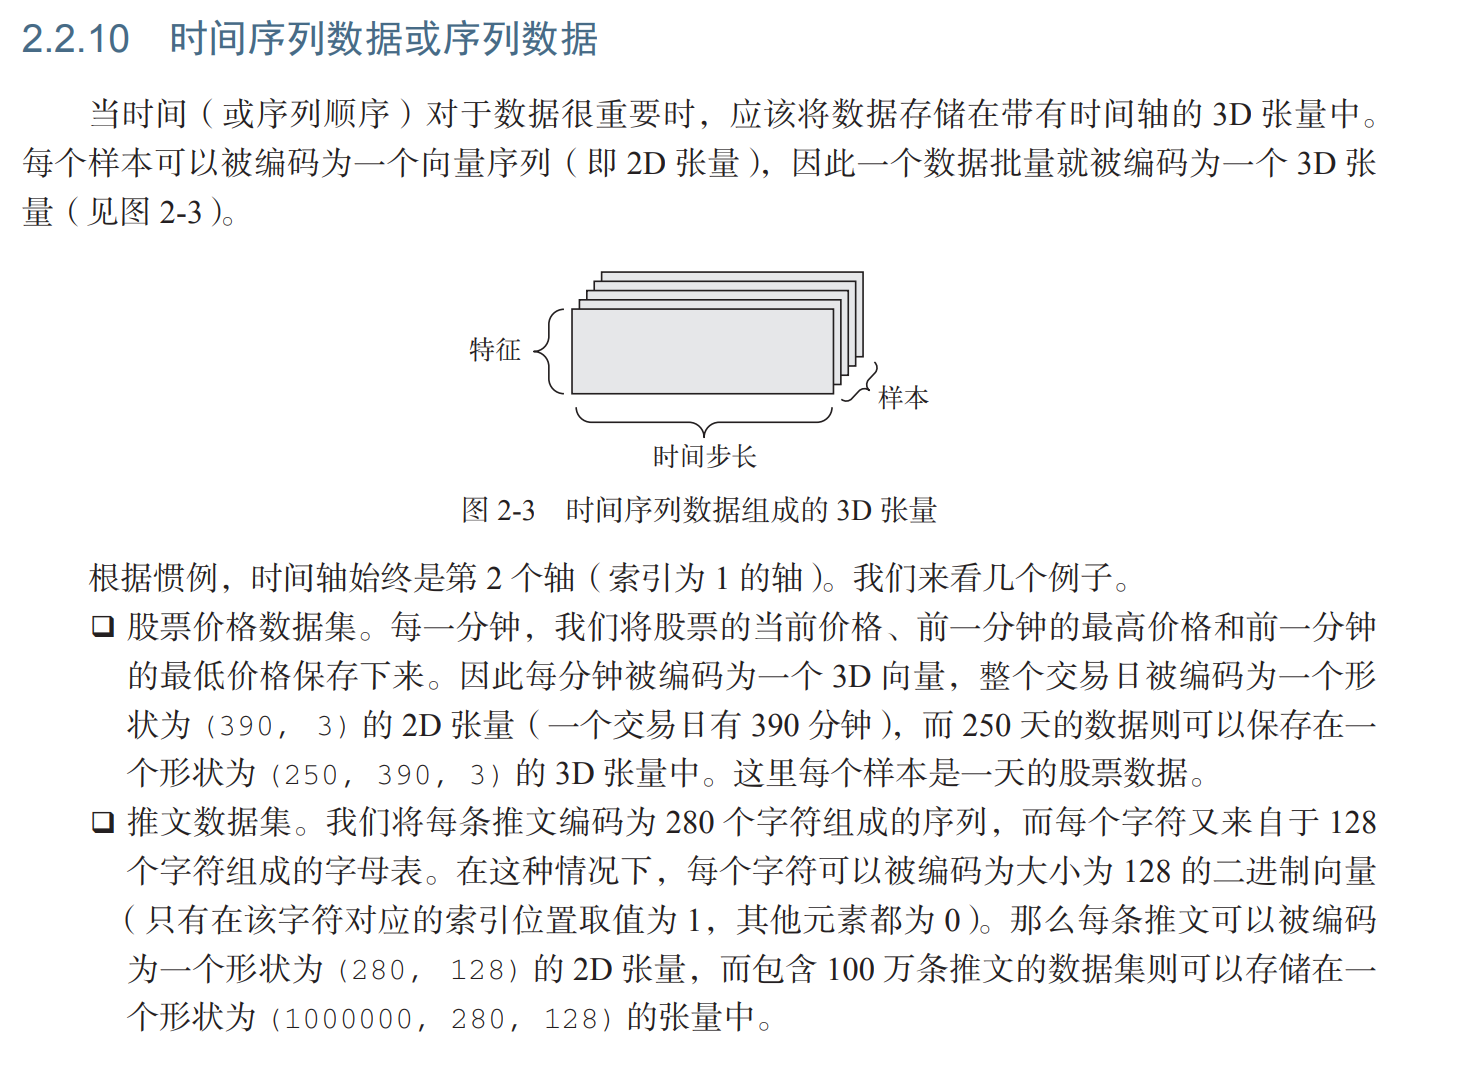 2.2.10 时间序列数据或序列数据
当时间（或序列顺序）对于数据很重要时，应该将数据存储在带有时间轴的 3D 张量中。
每个样本可以被编码为一个向量序列（即 2D 张量），因此一个数据批量就被编码为一个 3D 张
量（见图 2-3）。
特征
样本
时间步长
图 2-3 时间序列数据组成的 3D 张量
根据惯例，时间轴始终是第 2 个轴（索引为 1 的轴）。我们来看几个例子。
❑ 股票价格数据集。每一分钟，我们将股票的当前价格、前一分钟的最高价格和前一分钟
的最低价格保存下来。因此每分钟被编码为一个 3D 向量，整个交易日被编码为一个形
状为 (390, 3) 的 2D 张量（一个交易日有 390 分钟），而 250 天的数据则可以保存在一
个形状为 (250, 390, 3) 的 3D 张量中。这里每个样本是一天的股票数据。
❑ 推文数据集。我们将每条推文编码为 280 个字符组成的序列，而每个字符又来自于 128
个字符组成的字母表。在这种情况下，每个字符可以被编码为大小为 128 的二进制向量
（只有在该字符对应的索引位置取值为 1，其他元素都为 0）。那么每条推文可以被编码
为一个形状为 (280, 128) 的 2D 张量，而包含 100 万条推文的数据集则可以存储在一
个形状为 (1000000, 280, 128) 的张量中。